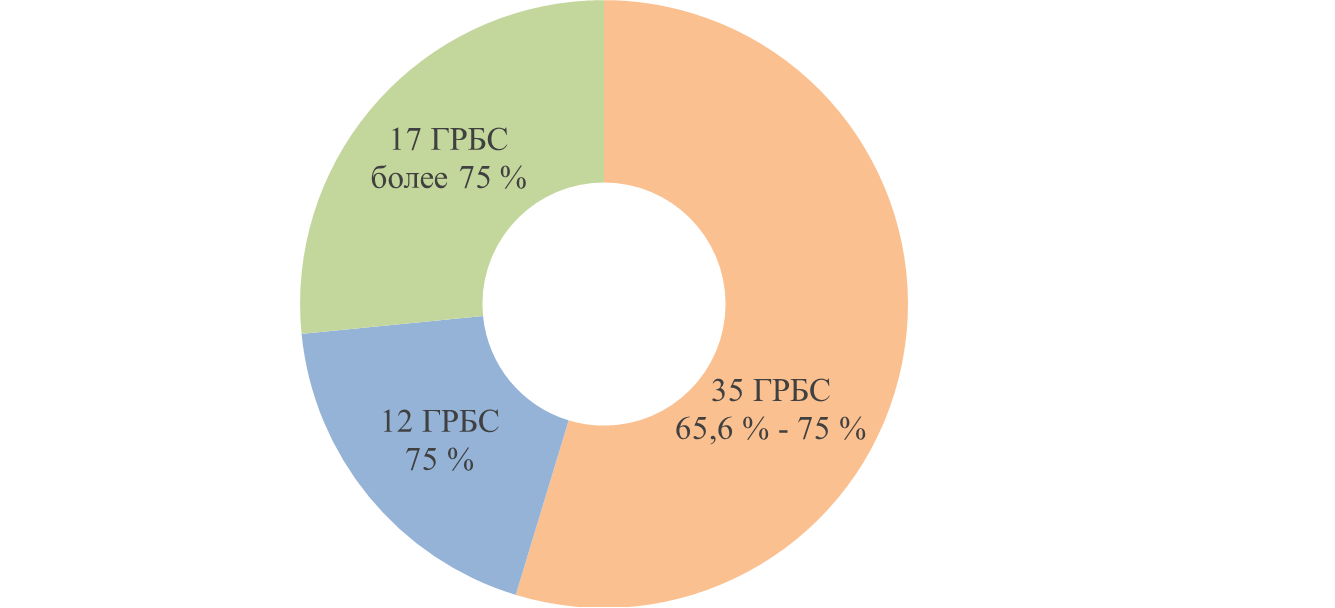 17 ГРБС
более 75 %
35 ГРБС
65,6 % - 75 %
12 ГРБС
75 %